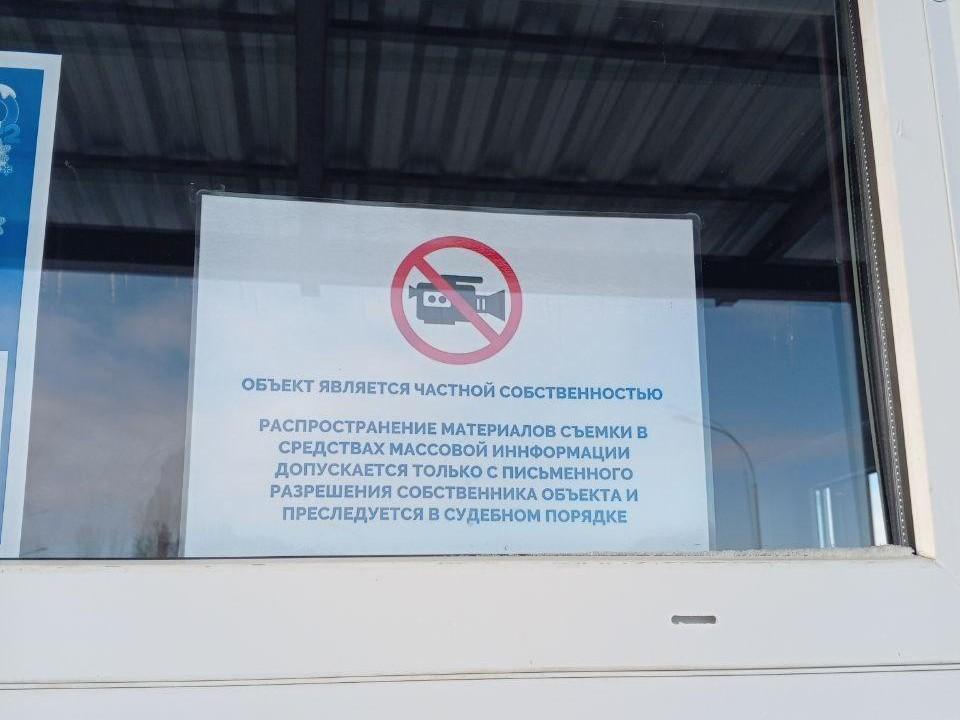 ОБЪЕКТ ЯВЛЯЕТСЯ ЧАСТНОЙ СОБСТВЕННОСТЬЮ
РАСПРОСТРАНЕНИЕ МАТЕРИАЛОВ СЪЕМКИ В
СРЕДСТВАХ МАССОВОЙ ИННФОРМАЦИИ
ДОПУСКАЕТСЯ ТОЛЬКО С ПИСЬМЕННОГО
РАЗРЕШЕНИЯ СОБСТВЕННИКА ОБЪЕКТА И
ПРЕСЛЕДУЕТСЯ В СУДЕБНОМ ПОРЯДКЕ